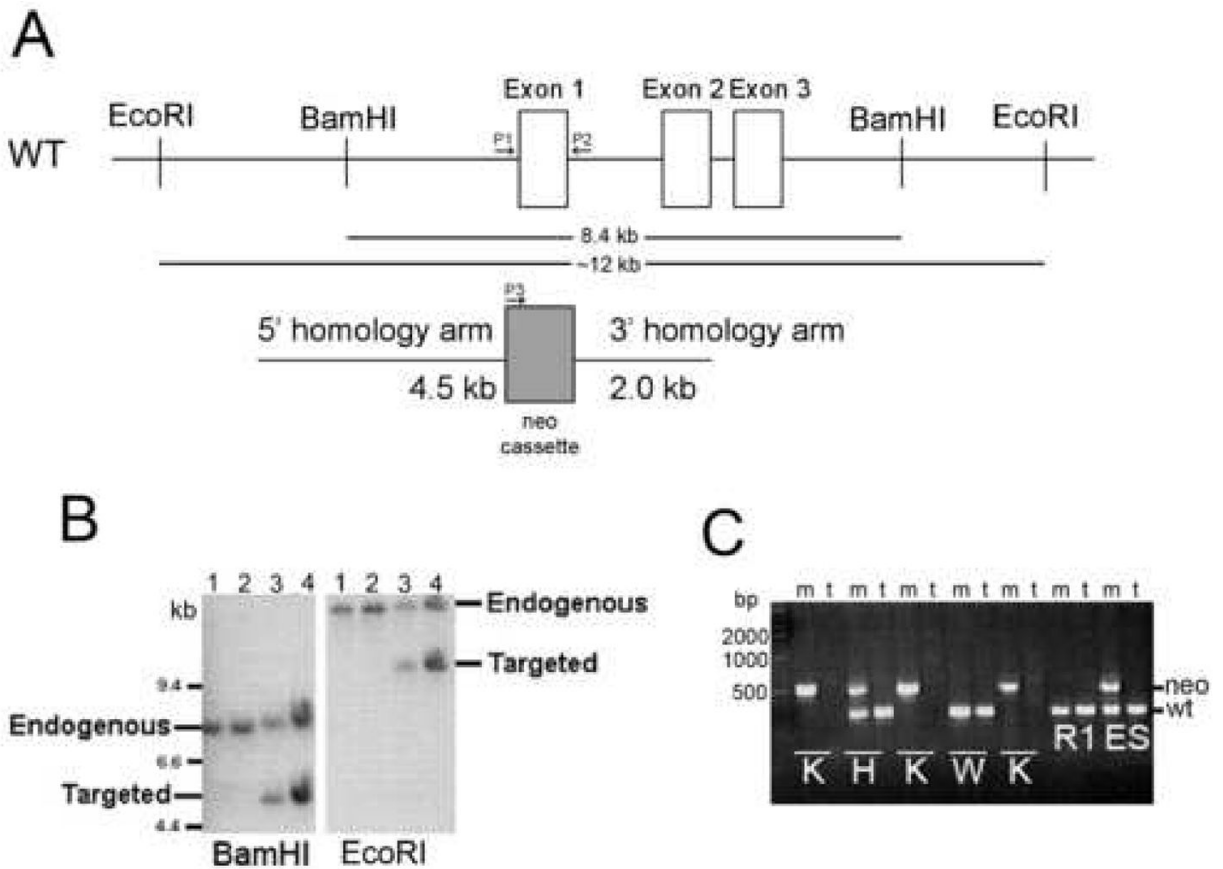 A
Exon 1
Exon 2 Exon 3
EcoRI
BamHI
BamHI
EcoRI
WT
P1
P2
8.4 kb
~12 kb
P3
5' homology arm
3' homology arm
4.5 kb
2.0 kb
neo
cassette
B
1 2 3 4
1 2 3 4
kb
Endogenous
Targeted
9.4
Endogenous
6.6
Targeted
4.4
BamHI
EcoRI
C
m t m t m t m t m t m t m t
bp
2000
1000
500
neo
wt
R1 ES
K H K W K